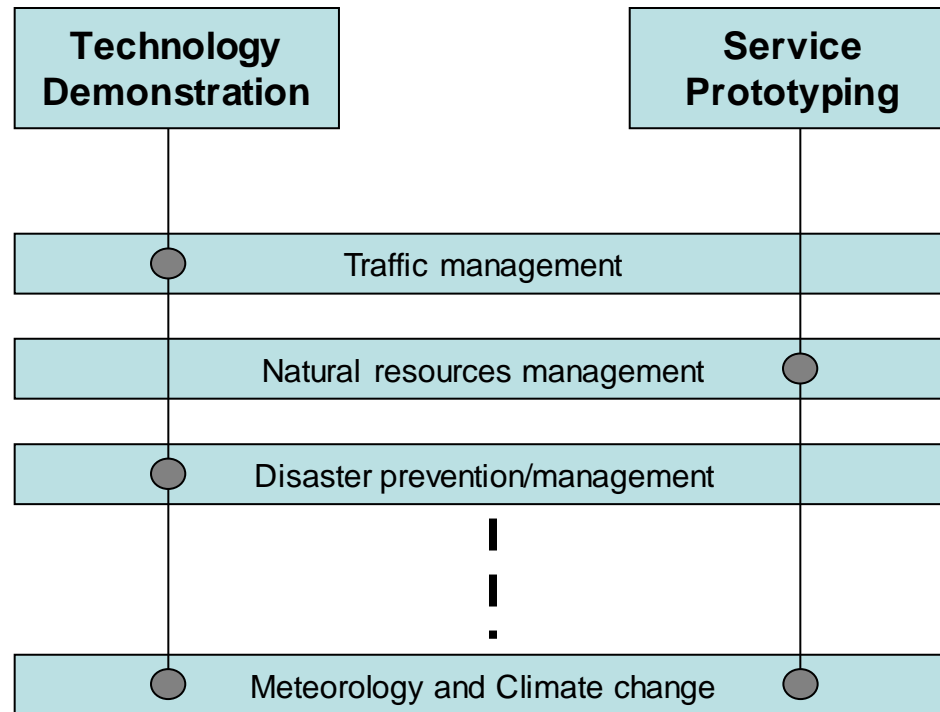 Technology
Demonstration
Service
Prototyping
Traffic management
Natural resources management
Disaster prevention/management
Meteorology and Climate change